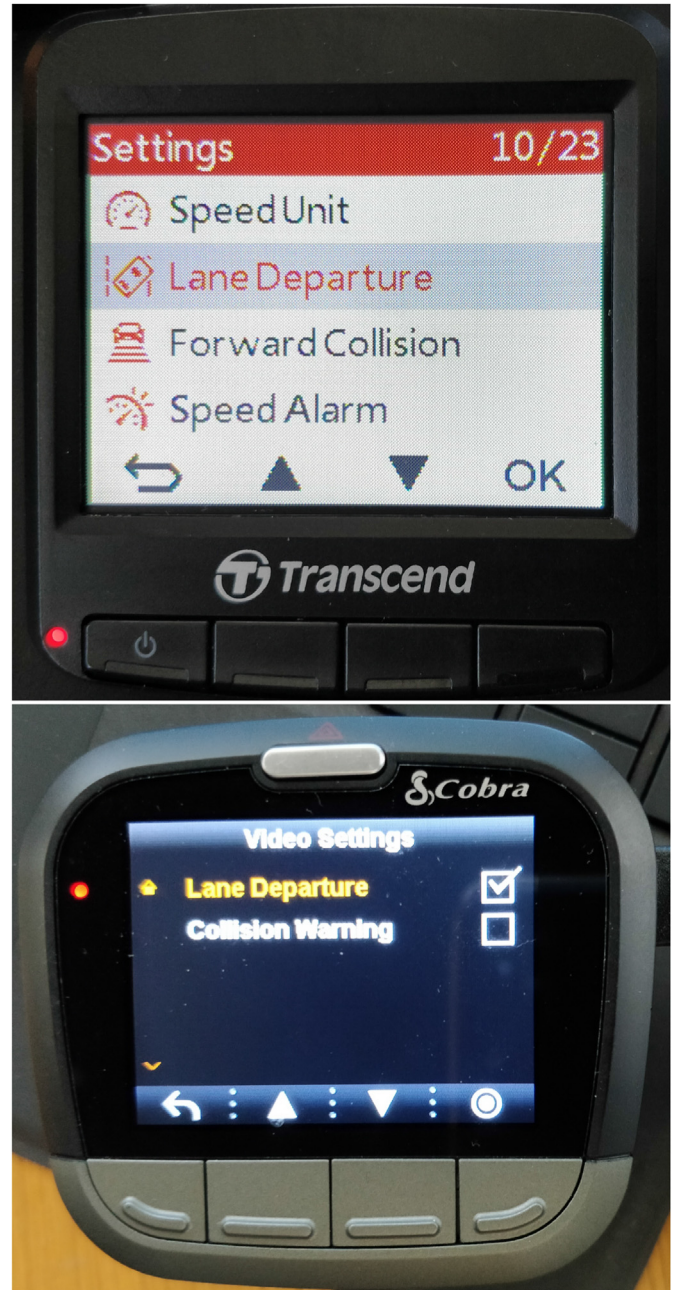 Settings 10/23
Speed Unit
Lane Departure
Forward Collision
Speed Alarm
OK
Transcend
Cobra
Video Settings
Lane Departure
Collision Warning